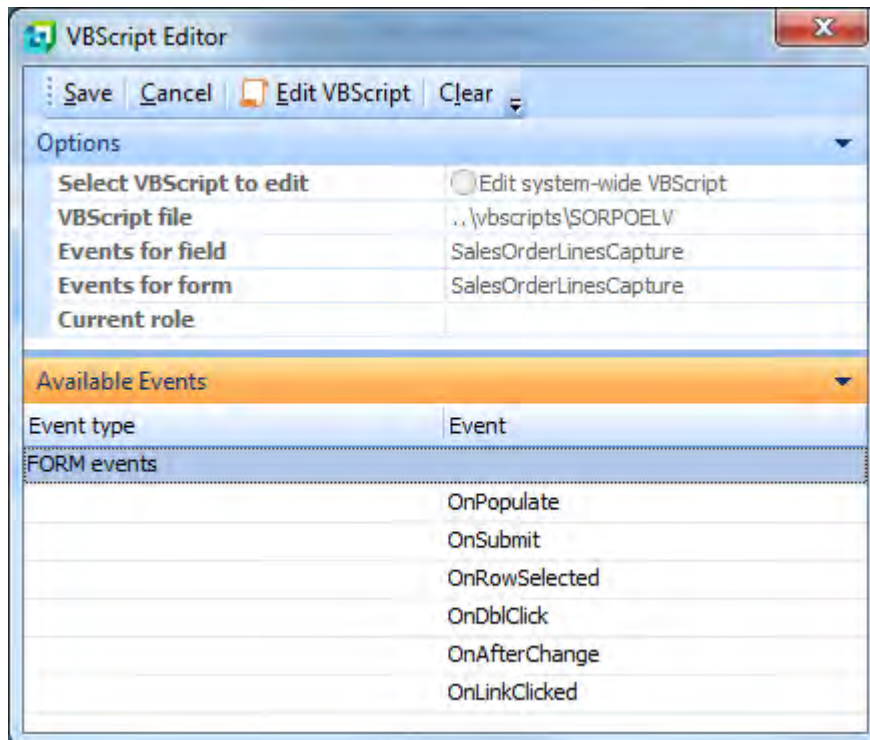 VBScript Editor
Save Cancel Edit VBScript Clear
Options
Select VBScript to edit Edit system-wide VBScript
VBScript file ..\vbscripts\SORPOELV
Events for field SalesOrderLinesCapture
Events for form SalesOrderLinesCapture
Current role
Available Events
Event type Event
FORM events
OnPopulate
OnSubmit
OnRowSelected
OnDblClick
OnAfterChange
OnLinkClicked